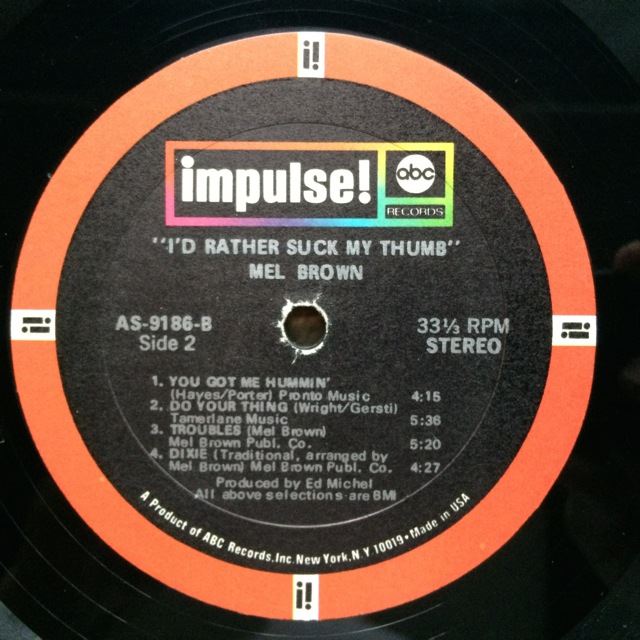 i!
impulse!
abc
RECORDS
"I'D RATHER SUCK MY THUMB"
MEL BROWN
AS-9186-B
Side 2
33⅓ RPM
STEREO
1. YOU GOT ME HUMMIN'
(Hayes/Porter) Pronto Music 4:15
2. DO YOUR THING (Wright/Gersti)
Tamerlane Music 5:36
3. TROUBLES (Mel Brown)
Mel Brown Publ. Co. 5:20
4. DIXIE (Traditional, arranged by
Mel Brown) Mel Brown Publ. Co. 4:27
Produced by Ed Michel
All above selections are BMI
A Product of ABC Records, Inc. New York, N.Y. 10019 • Made in USA
i!
i!
i!